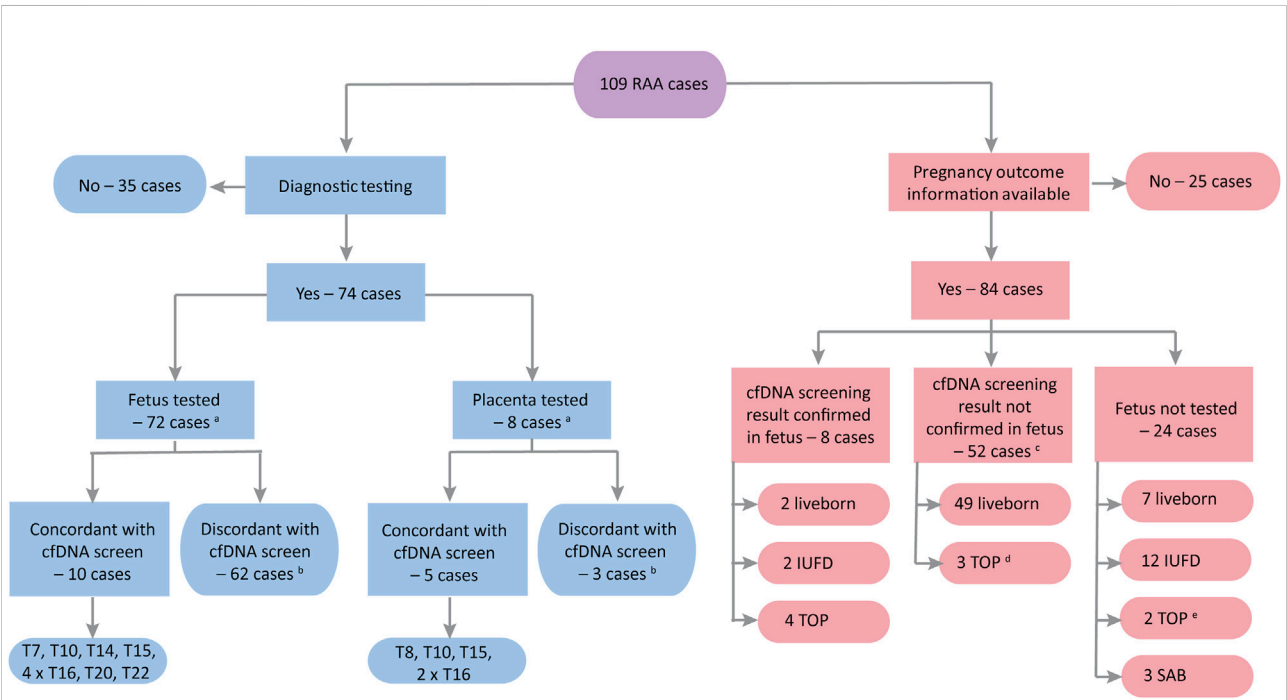 109 RAA cases
No – 35 cases
Diagnostic testing
Yes – 74 cases
Fetus tested
– 72 cases ᵃ
Placenta tested
– 8 cases ᵃ
Concordant with
cfDNA screen
– 10 cases
Discordant with
cfDNA screen
– 62 cases ᵇ
Concordant with
cfDNA screen
– 5 cases
Discordant with
cfDNA screen
– 3 cases ᵇ
T7, T10, T14, T15,
4 x T16, T20, T22
T8, T10, T15,
2 x T16
Pregnancy outcome
information available
No – 25 cases
Yes – 84 cases
cfDNA screening
result confirmed
in fetus – 8 cases
cfDNA screening
result not
confirmed in fetus
– 52 cases ᶜ
Fetus not tested
– 24 cases
2 liveborn
2 IUFD
4 TOP
49 liveborn
3 TOP ᵈ
7 liveborn
12 IUFD
2 TOP ᵉ
3 SAB